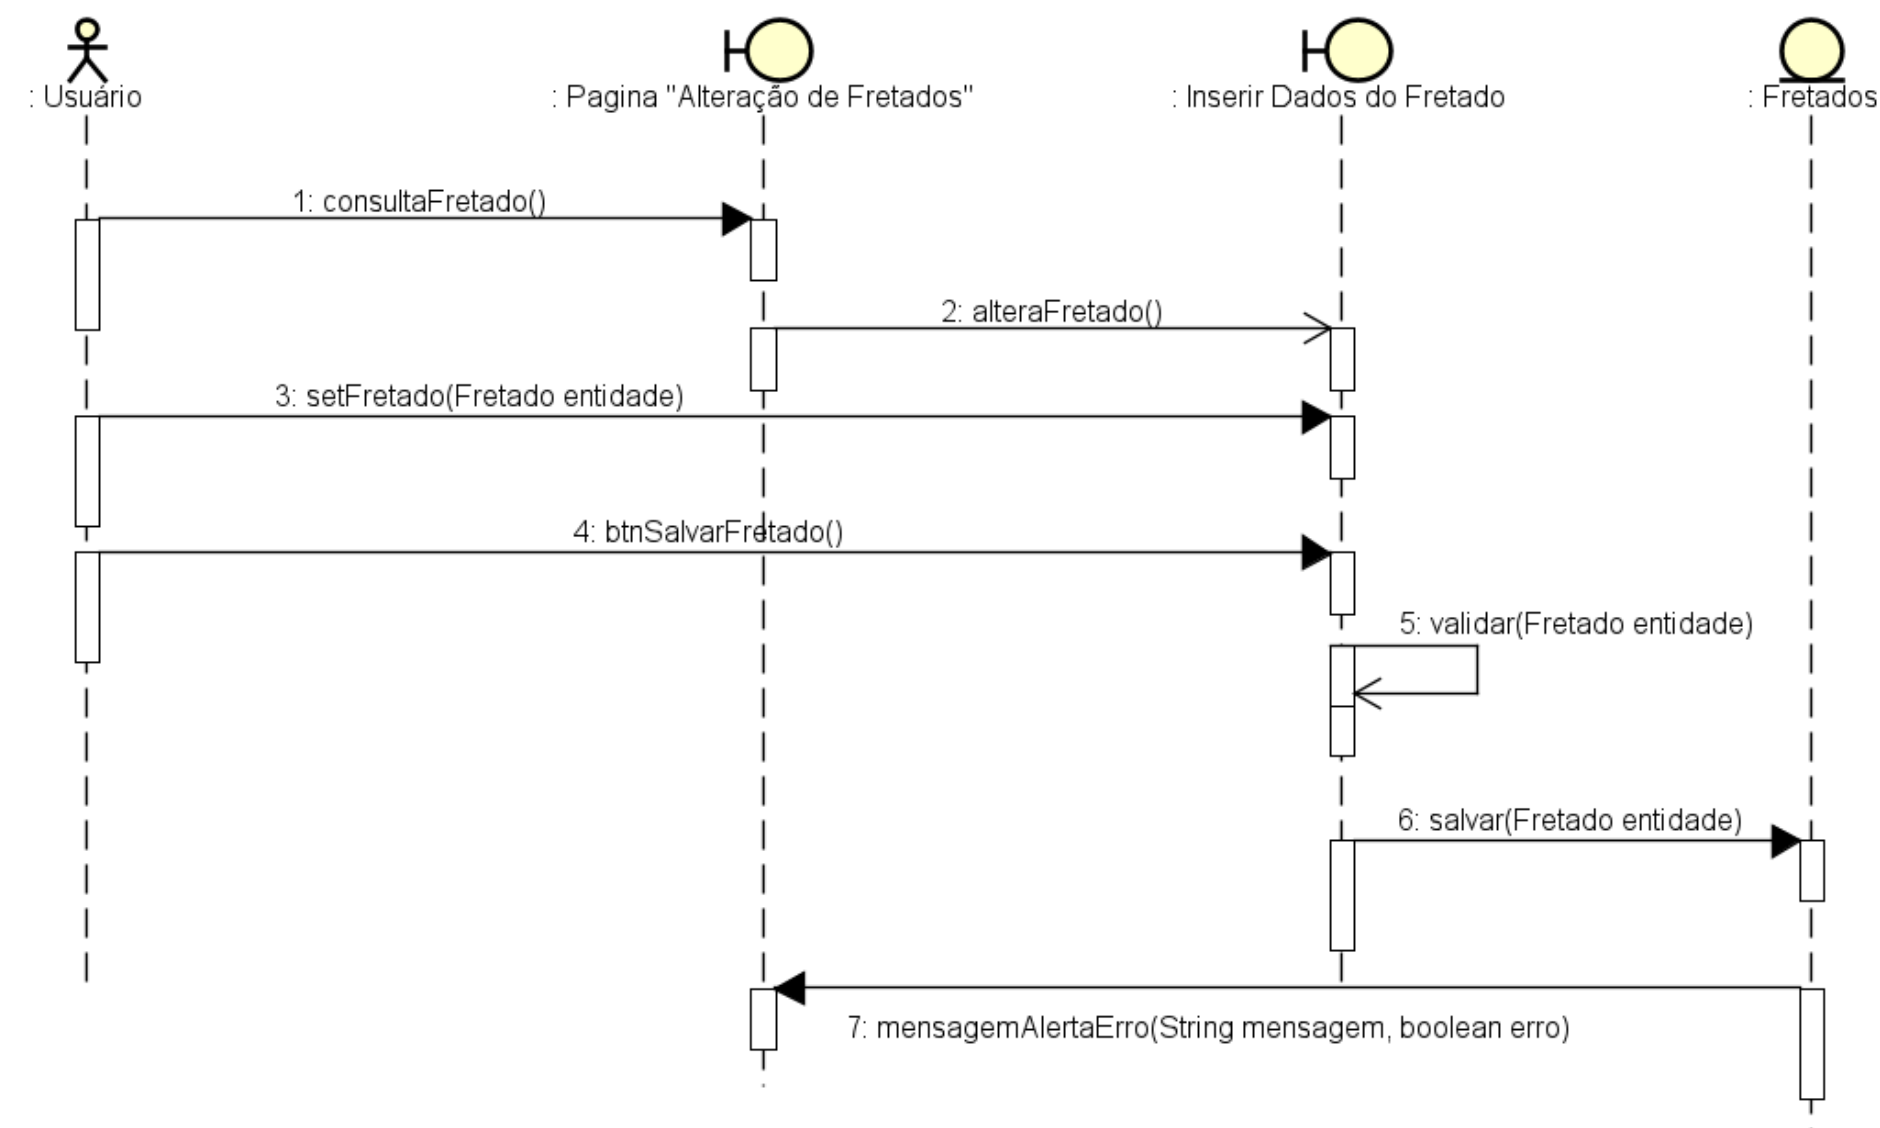 : Usuário
: Pagina "Alteração de Fretados"
: Inserir Dados do Fretado
: Fretados
1: consultaFretado()
2: alteraFretado()
3: setFretado(Fretado entidade)
4: btnSalvarFretado()
5: validar(Fretado entidade)
6: salvar(Fretado entidade)
7: mensagemAlertaErro(String mensagem, boolean erro)